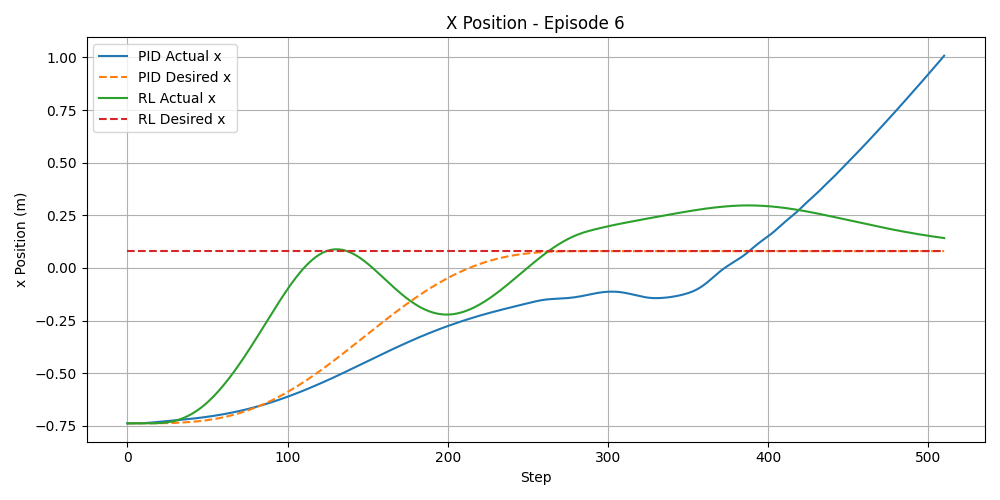 X Position - Episode 6
PID Actual x
PID Desired x
RL Actual x
RL Desired x
x Position (m)
1.00
0.75
0.50
0.25
0.00
−0.25
−0.50
−0.75
0 100 200 300 400 500
Step